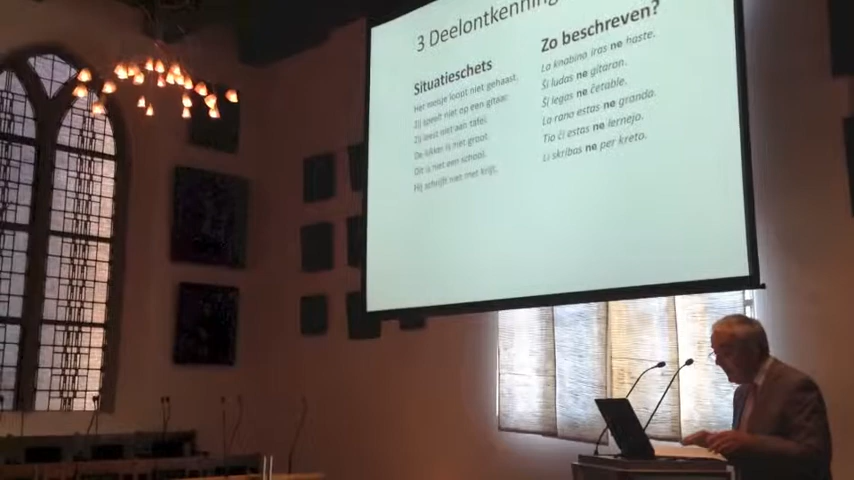 3 Deelontkenning
Situatieschets
Het meisje loopt niet gehaast.
Zij speelt niet op een gitaar.
Zij leest niet aan tafel.
De kikker is niet groot.
Dit is niet een school.
Hij schrijft niet met krijt.
Zo beschreven?
La knabino iras ne haste.
Ŝi ludas ne gitaron.
Ŝi legas ne ĉetable.
La rano estas ne granda.
Tio ĉi estas ne lernejo.
Li skribas ne per kreto.